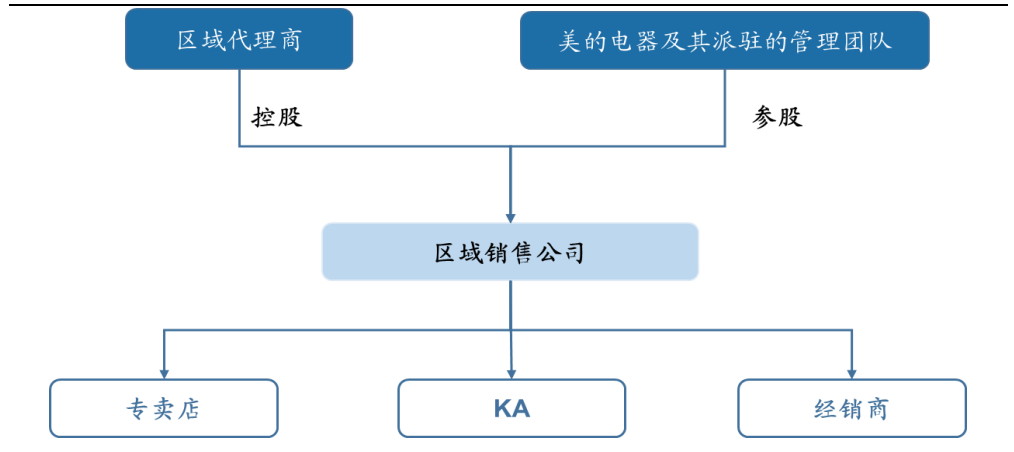 区域代理商
美的电器及其派驻的管理团队
控股
参股
区域销售公司
专卖店
KA
经销商